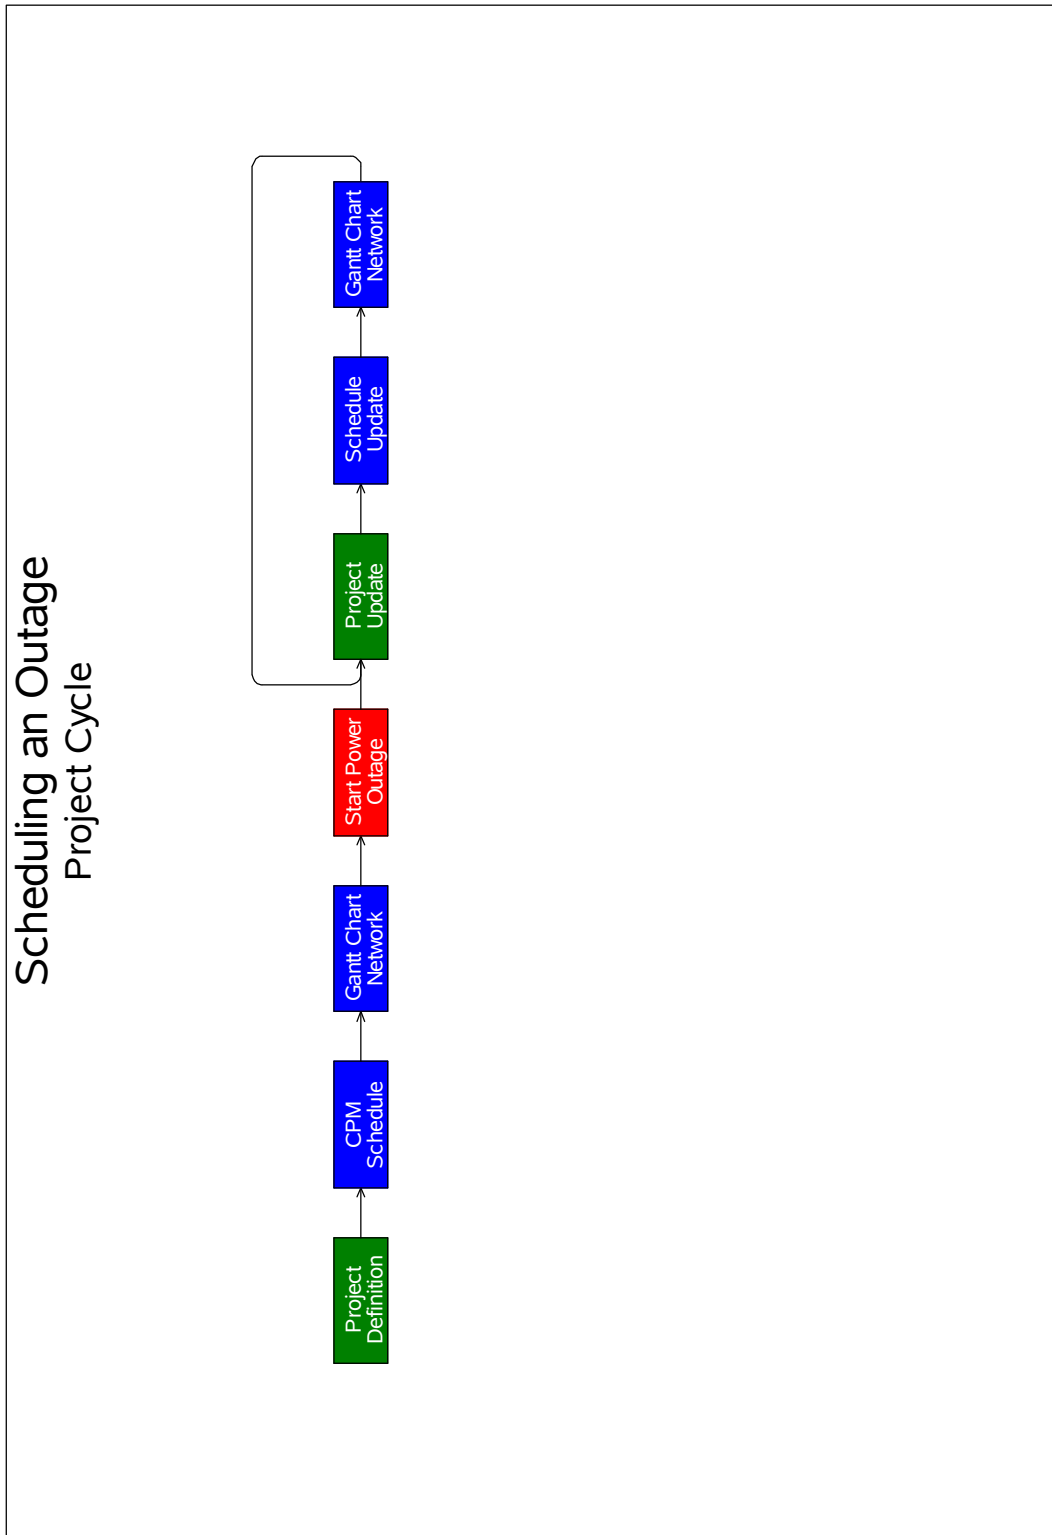 Scheduling an Outage
Project Cycle
Project
Definition
CPM
Schedule
Gantt Chart
Network
Start Power
Outage
Project
Update
Schedule
Update
Gantt Chart
Network